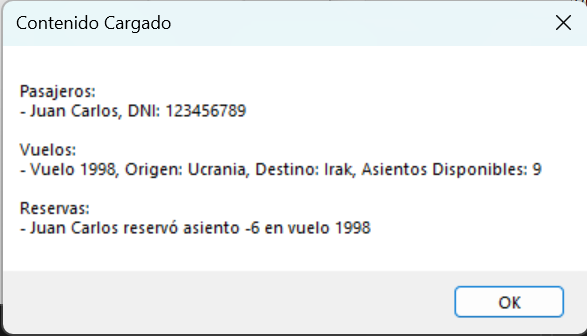 Contenido Cargado
Pasajeros:
- Juan Carlos, DNI: 123456789
Vuelos:
- Vuelo 1998, Origen: Ucrania, Destino: Irak, Asientos Disponibles: 9
Reservas:
- Juan Carlos reservó asiento -6 en vuelo 1998
OK